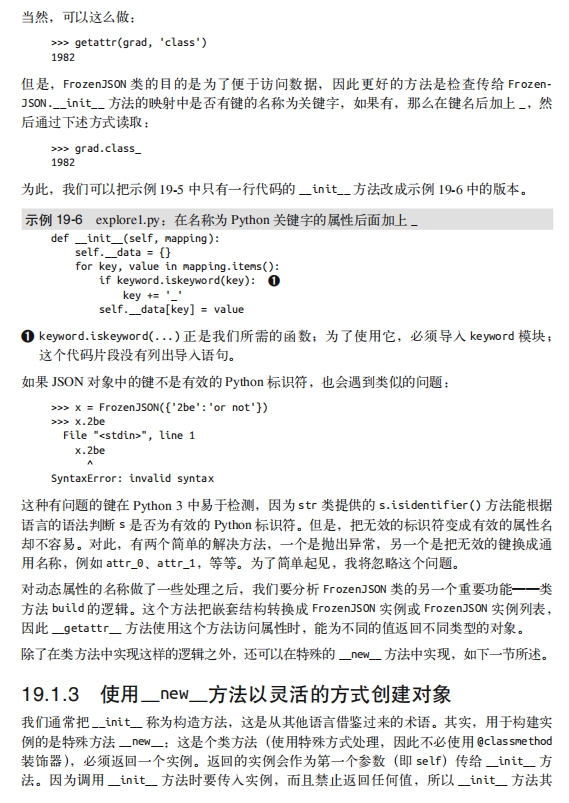 当然，可以这么做：
>>> getattr(grad, 'class')
1982
但是，FrozenJSON 类的目的是为了便于访问数据，因此更好的方法是检查传给 Frozen-
JSON.__init__ 方法的映射中是否有键的名称为关键字，如果有，那么在键名后加上 _，然
后通过下述方式读取：
>>> grad.class_
1982
为此，我们可以把示例 19-5 中只有一行代码的 __init__ 方法改成示例 19-6 中的版本。
示例 19-6 explore1.py：在名称为 Python 关键字的属性后面加上 _
def __init__(self, mapping):
self.__data = {}
for key, value in mapping.items():
if keyword.iskeyword(key): ❶
key += '_'
self.__data[key] = value
❶ keyword.iskeyword(...) 正是我们所需的函数；为了使用它，必须导入 keyword 模块；
这个代码片段没有列出导入语句。
如果 JSON 对象中的键不是有效的 Python 标识符，也会遇到类似的问题：
>>> x = FrozenJSON({'2be':'or not'})
>>> x.2be
File "<stdin>", line 1
x.2be
^
SyntaxError: invalid syntax
这种有问题的键在 Python 3 中易于检测，因为 str 类提供的 s.isidentifier() 方法能根据
语言的语法判断 s 是否为有效的 Python 标识符。但是，把无效的标识符变成有效的属性名
却不容易。对此，有两个简单的解决方法，一个是抛出异常，另一个是把无效的键换成通
用名称，例如 attr_0、attr_1，等等。为了简单起见，我将忽略这个问题。
对动态属性的名称做了一些处理之后，我们要分析 FrozenJSON 类的另一个重要功能——类
方法 build 的逻辑。这个方法把嵌套结构转换成 FrozenJSON 实例或 FrozenJSON 实例列表，
因此 __getattr__ 方法使用这个方法访问属性时，能为不同的值返回不同类型的对象。
除了在类方法中实现这样的逻辑之外，还可以在特殊的 __new__ 方法中实现，如下一节所述。
19.1.3 使用__new__方法以灵活的方式创建对象
我们通常把 __init__ 称为构造方法，这是从其他语言借鉴过来的术语。其实，用于构建实
例的是特殊方法 __new__：这是个类方法（使用特殊方式处理，因此不必使用 @classmethod
装饰器），必须返回一个实例。返回的实例会作为第一个参数（即 self）传给 __init__ 方
法。因为调用 __init__ 方法时要传入实例，而且禁止返回任何值，所以 __init__ 方法其